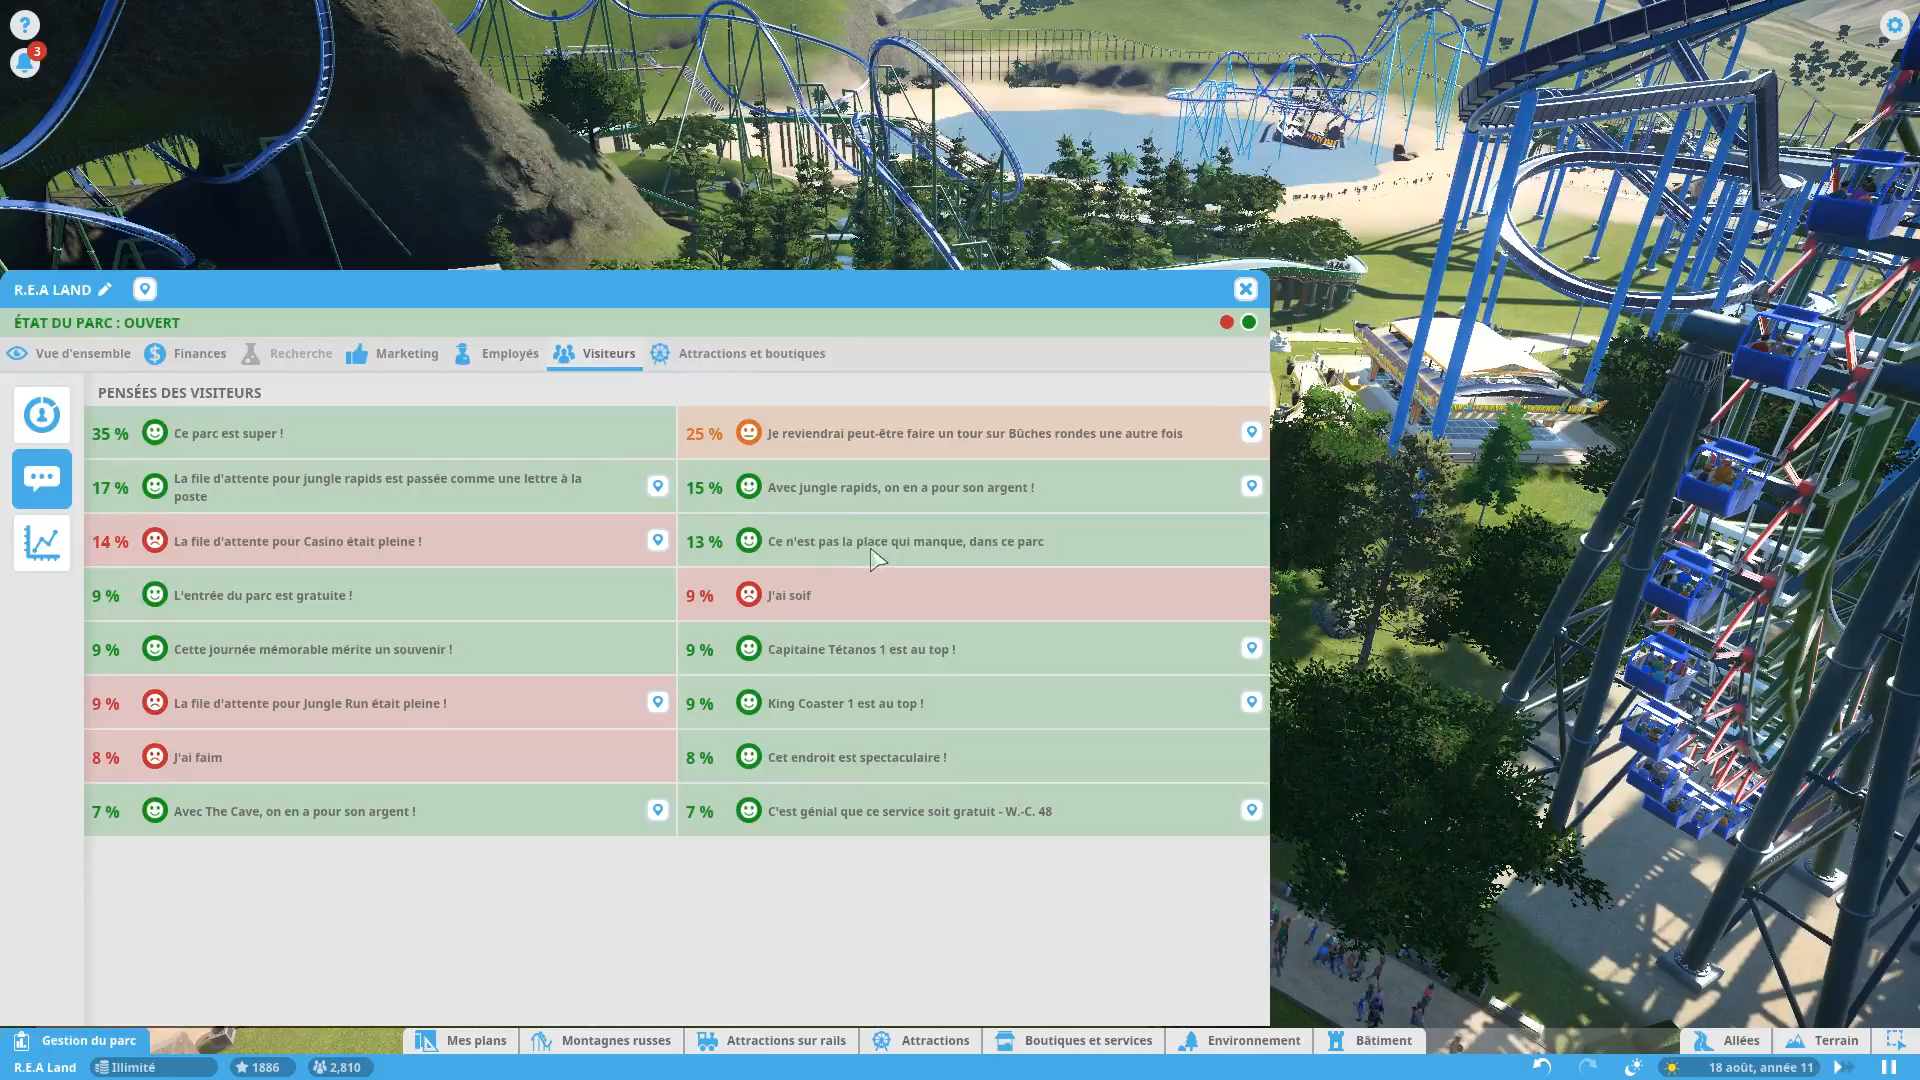 ?
3
R.E.A LAND
ÉTAT DU PARC : OUVERT
Vue d'ensemble
Finances
Recherche
Marketing
Employés
Visiteurs
Attractions et boutiques
PENSÉES DES VISITEURS
35 % Ce parc est super !
25 % Je reviendrai peut-être faire un tour sur Bûches rondes une autre fois
17 % La file d'attente pour jungle rapids est passée comme une lettre à la
poste
15 % Avec jungle rapids, on en a pour son argent !
14 % La file d'attente pour Casino était pleine !
13 % Ce n'est pas la place qui manque, dans ce parc
9 % L'entrée du parc est gratuite !
9 % J'ai soif
9 % Cette journée mémorable mérite un souvenir !
9 % Capitaine Tétanos 1 est au top !
9 % La file d'attente pour Jungle Run était pleine !
9 % King Coaster 1 est au top !
8 % J'ai faim
8 % Cet endroit est spectaculaire !
7 % Avec The Cave, on en a pour son argent !
7 % C'est génial que ce service soit gratuit - W.-C. 48
Gestion du parc
Mes plans
Montagnes russes
Attractions sur rails
Attractions
Boutiques et services
Environnement
Bâtiment
Allées
Terrain
R.E.A Land
Illimité
1886
2,810
18 août, année 11